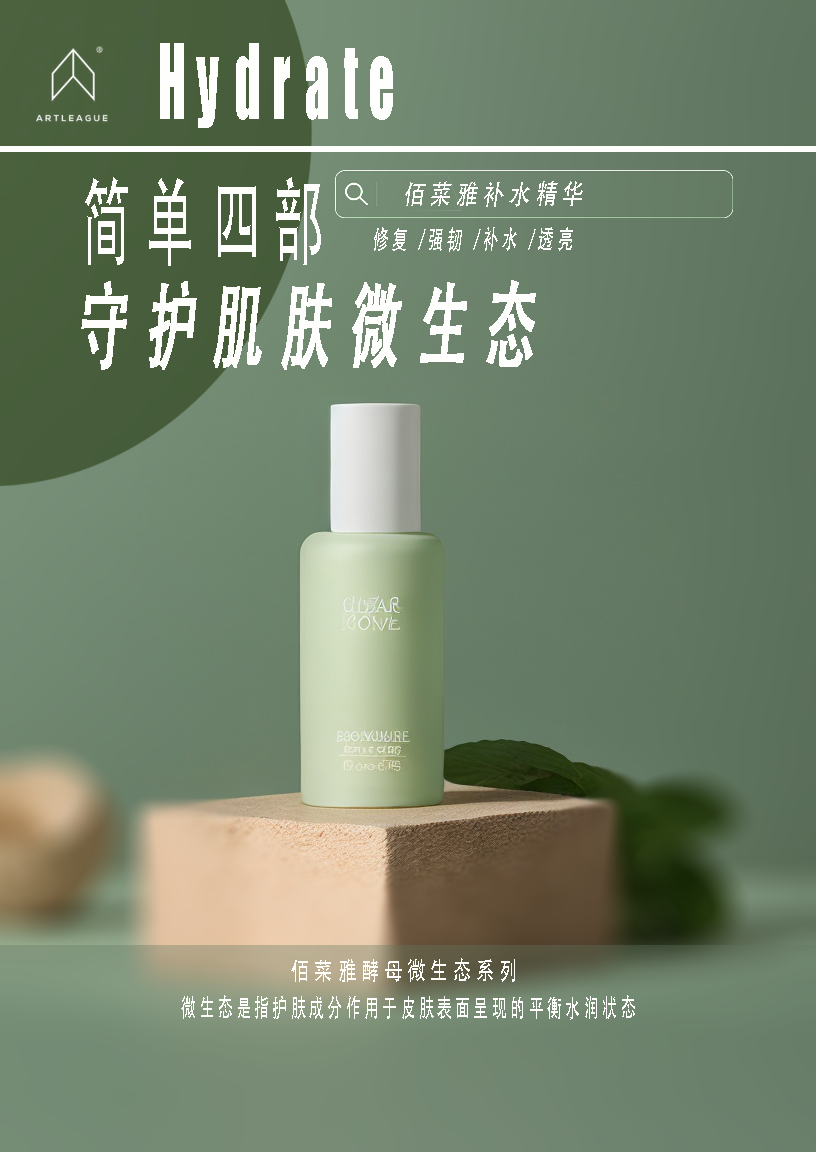 ARTLEAGUE
®
Hydrate
简单四部
佰菜雅补水精华
修复 /强韧 /补水 /透亮
守护肌肤微生态
佰菜雅酵母微生态系列
微生态是指护肤成分作用于皮肤表面呈现的平衡水润状态